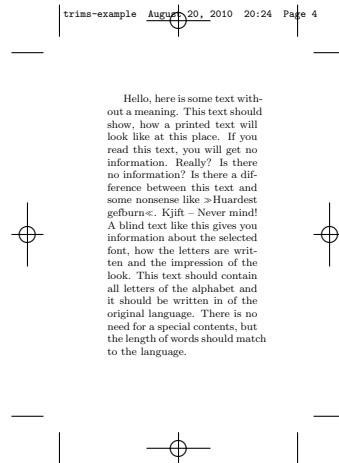 trims-example August 20, 2010 20:24 Page 4
Hello, here is some text with-
out a meaning. This text should
show, how a printed text will
look like at this place. If you
read this text, you will get no
information. Really? Is there
no information? Is there a dif-
ference between this text and
some nonsense like ≫Huardest
gefburn≪. Kjift – Never mind!
A blind text like this gives you
information about the selected
font, how the letters are writ-
ten and the impression of the
look. This text should contain
all letters of the alphabet and
it should be written in of the
original language. There is no
need for a special contents, but
the length of words should match
to the language.